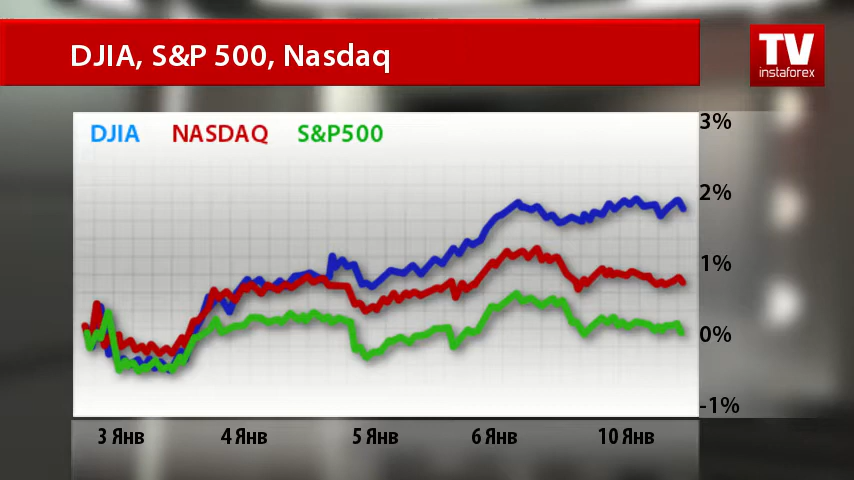 DJIA, S&P 500, Nasdaq
TV
instaforex
DJIA NASDAQ S&P500
3%
2%
1%
0%
-1%
3 Янв 4 Янв 5 Янв 6 Янв 10 Янв